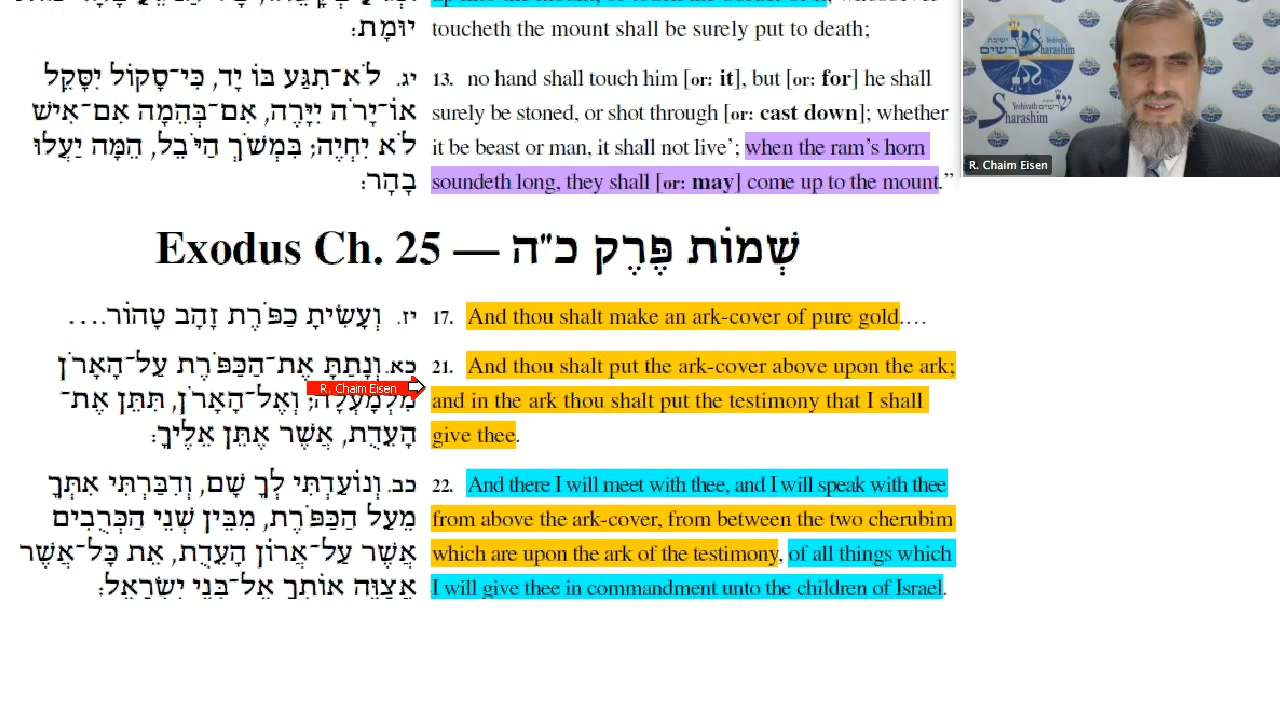 toucheth the mount shall be surely put to death;
יוּמָת:
יג. לֹא־תִגַּע בּוֹ יָד, כִּי־סָקוֹל יִסָּקֵל
אוֹ־יָרֹה יִיָּרֶה, אִם־בְּהֵמָה אִם־אִישׁ
לֹא יִחְיֶה; בִּמְשֹׁךְ הַיֹּבֵל, הֵמָּה יַעֲלוּ
בָהָר:
13. no hand shall touch him [or: it], but [or: for] he shall
surely be stoned, or shot through [or: cast down]; whether
it be beast or man, it shall not live’; when the ram’s horn
soundeth long, they shall [or: may] come up to the mount.”
Exodus Ch. 25 — שְׁמוֹת פֶּרֶק כ"ה
יז. וְעָשִׂיתָ כַפֹּרֶת זָהָב טָהוֹר....
17. And thou shalt make an ark-cover of pure gold....
כא. וְנָתַתָּ אֶת־הַכַּפֹּרֶת עַל־הָאָרֹן
מִלְמָעְלָה; וְאֶל־הָאָרֹן, תִּתֵּן אֶת־
הָעֵדֻת, אֲשֶׁר אֶתֵּן אֵלֶיךָ:
21. And thou shalt put the ark-cover above upon the ark;
and in the ark thou shalt put the testimony that I shall
give thee.
כב. וְנוֹעַדְתִּי לְךָ שָׁם, וְדִבַּרְתִּי אִתְּךָ
מֵעַל הַכַּפֹּרֶת, מִבֵּין שְׁנֵי הַכְּרֻבִים
אֲשֶׁר עַל־אֲרוֹן הָעֵדֻת, אֵת כָּל־אֲשֶׁר
אֲצַוֶּה אוֹתְךָ אֶל־בְּנֵי יִשְׂרָאֵל:
22. And there I will meet with thee, and I will speak with thee
from above the ark-cover, from between the two cherubim
which are upon the ark of the testimony, of all things which
I will give thee in commandment unto the children of Israel.
R. Chaim Eisen
Yeshivath
Sharashim
Yeshivath
Sharashim
R. Chaim Eisen